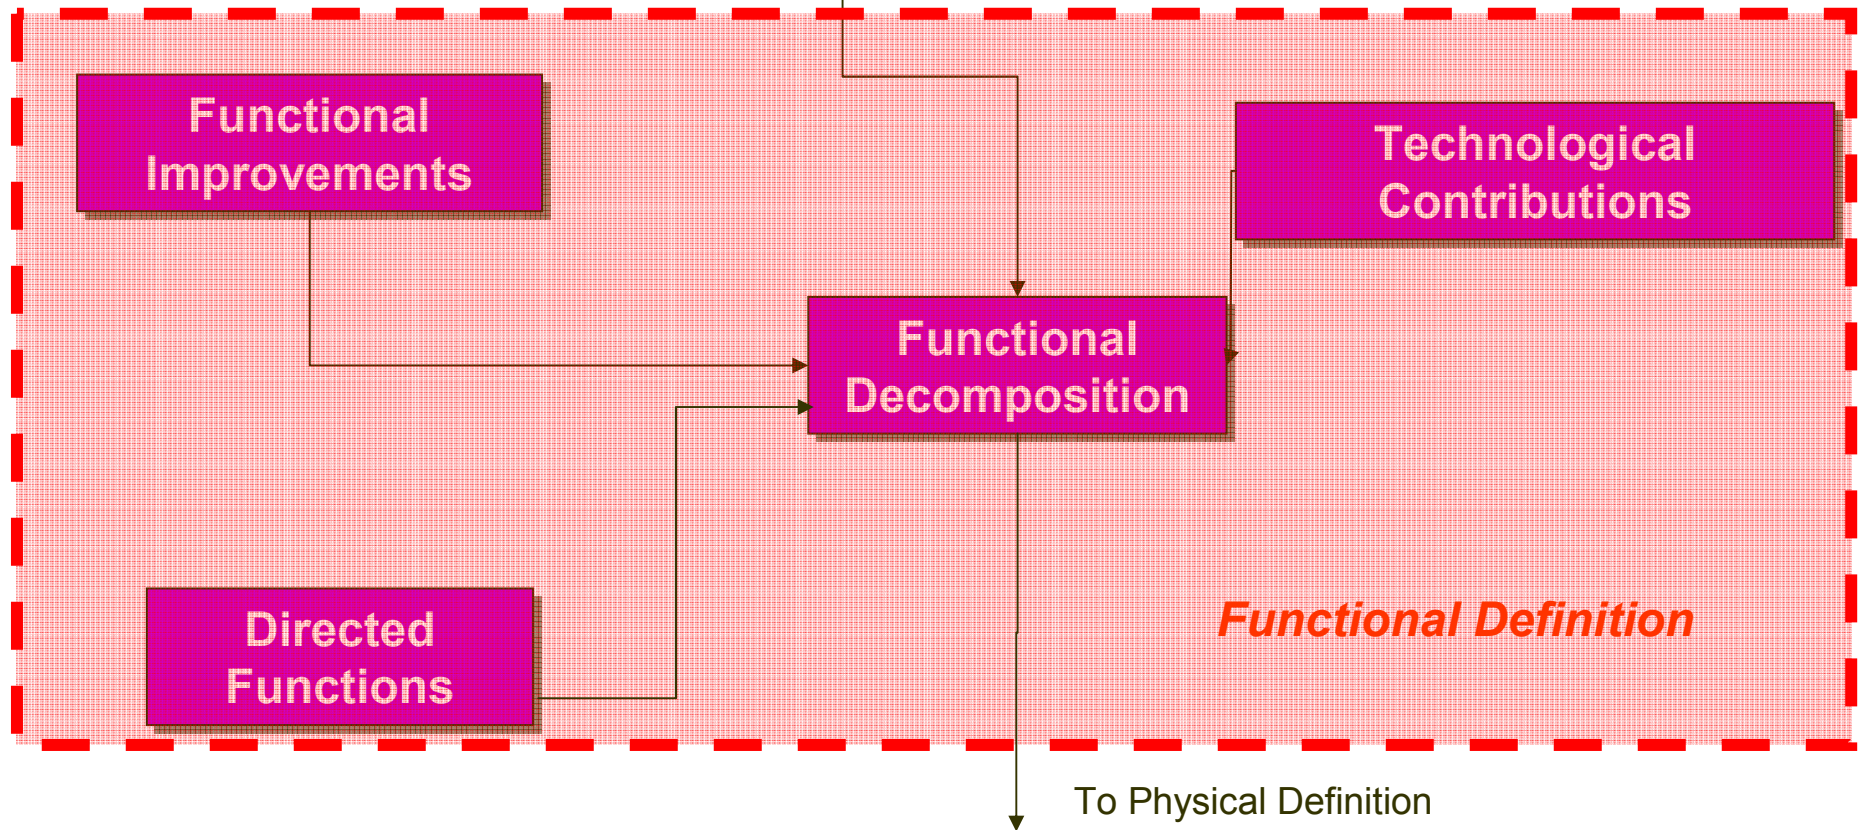 Functional
Improvements
Technological
Contributions
Functional
Decomposition
Directed
Functions
Functional Definition
To Physical Definition